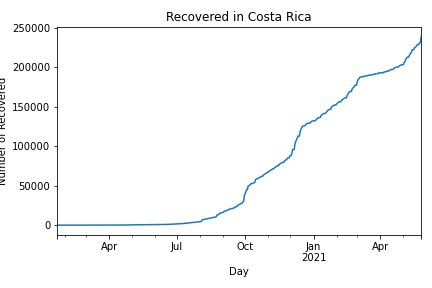 Recovered in Costa Rica
Number of Recovered
250000
200000
150000
100000
50000
0
Apr
Jul
Oct
Jan
2021
Apr
Day